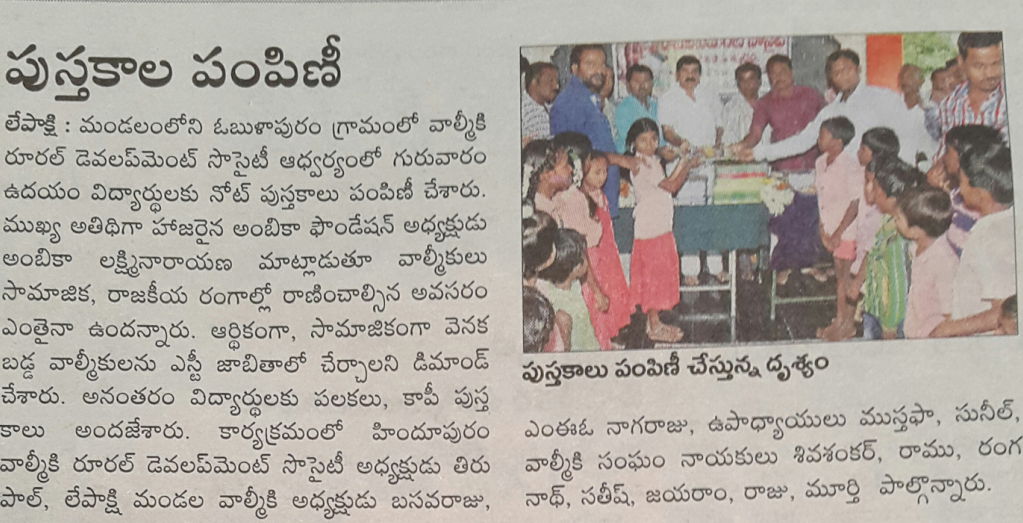 పుస్తకాల పంపిణీ
లేపాక్షి : మండలంలోని ఓబుళాపురం గ్రామంలో వాల్మీకి
రూరల్ డెవలప్‌మెంట్ సొసైటీ ఆధ్వర్యంలో గురువారం
ఉదయం విద్యార్థులకు నోట్ పుస్తకాలు పంపిణీ చేశారు.
ముఖ్య అతిథిగా హాజరైన అంబికా ఫౌండేషన్ అధ్యక్షుడు
అంబికా లక్ష్మినారాయణ మాట్లాడుతూ వాల్మీకులు
సామాజిక, రాజకీయ రంగాల్లో రాణించాల్సిన అవసరం
ఎంతైనా ఉందన్నారు. ఆర్థికంగా, సామాజికంగా వెనక
బడ్డ వాల్మీకులను ఎస్టీ జాబితాలో చేర్చాలని డిమాండ్
చేశారు. అనంతరం విద్యార్థులకు పలకలు, కాపీ పుస్త
కాలు అందజేశారు. కార్యక్రమంలో హిందూపురం
వాల్మీకి రూరల్ డెవలప్‌మెంట్ సొసైటీ అధ్యక్షుడు తిరు
పాల్, లేపాక్షి మండల వాల్మీకి అధ్యక్షుడు బసవరాజు,
పుస్తకాలు పంపిణీ చేస్తున్న దృశ్యం
ఎంఈఓ నాగరాజు, ఉపాధ్యాయులు ముస్తఫా, సునీల్,
వాల్మీకి సంఘం నాయకులు శివశంకర్, రాము, రంగ
నాథ్, సతీష్, జయరాం, రాజు, మూర్తి పాల్గొన్నారు.